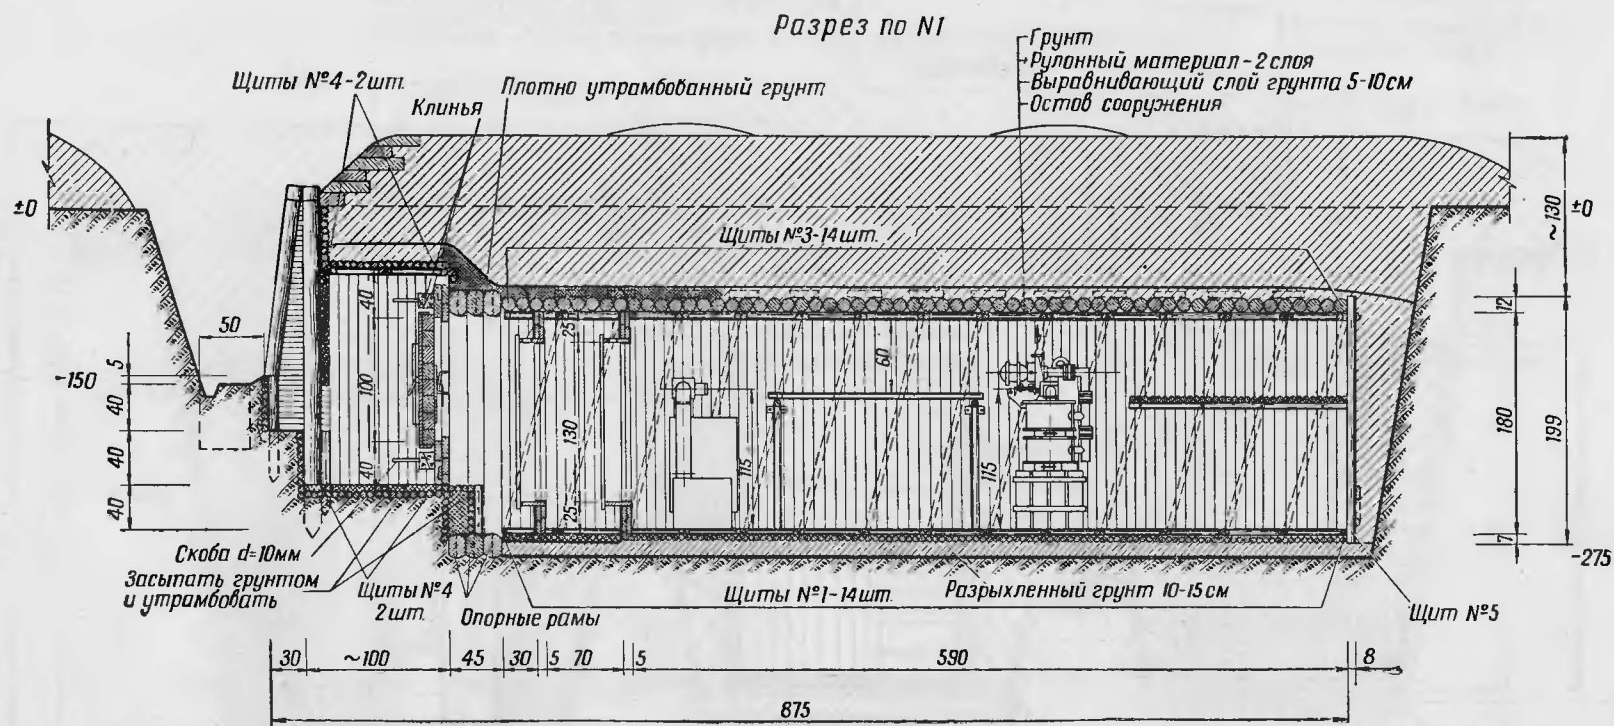 Разрез по N1
Грунт
Рулонный материал-2 слоя
Выравнивающий слой грунта 5-10см
Остов сооружения
Щиты №4-2шт.
Клинья
Плотно утрамбованный грунт
±0
±0
~130
Щиты №3-14шт.
40
100
40
50
5
-150
40
40
40
25
130
25
60
115
115
12
180
199
7
-275
Скоба d=10мм
Засыпать грунтом
и утрамбовать
Щиты №4
2шт.
Опорные рамы
Щиты №1-14шт.
Разрыхленный грунт 10-15см
Щит №5
30 ~100 45 30 5 70 5 590 8
875